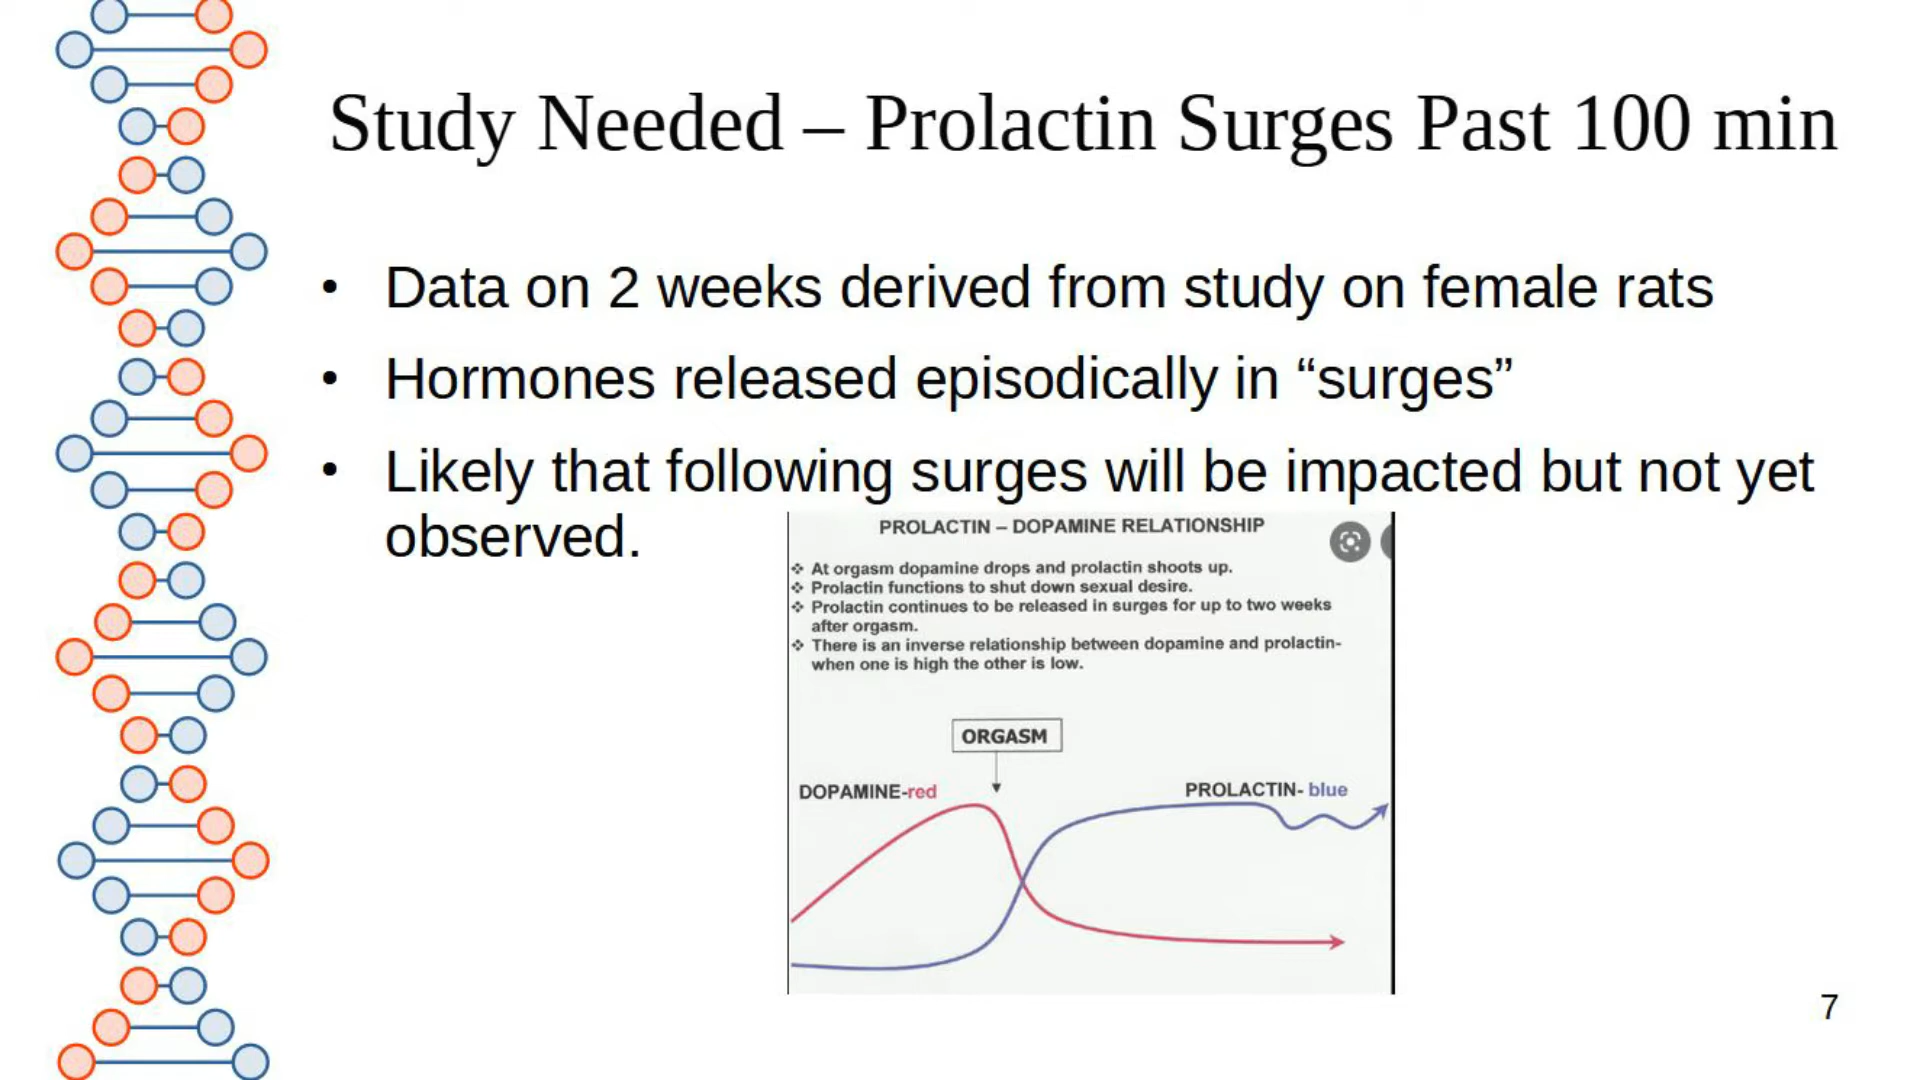 Study Needed – Prolactin Surges Past 100 min
• Data on 2 weeks derived from study on female rats
• Hormones released episodically in “surges”
• Likely that following surges will be impacted but not yet
observed.
PROLACTIN – DOPAMINE RELATIONSHIP
❖ At orgasm dopamine drops and prolactin shoots up.
❖ Prolactin functions to shut down sexual desire.
❖ Prolactin continues to be released in surges for up to two weeks
after orgasm.
❖ There is an inverse relationship between dopamine and prolactin-
when one is high the other is low.
ORGASM
DOPAMINE-red
PROLACTIN- blue
7